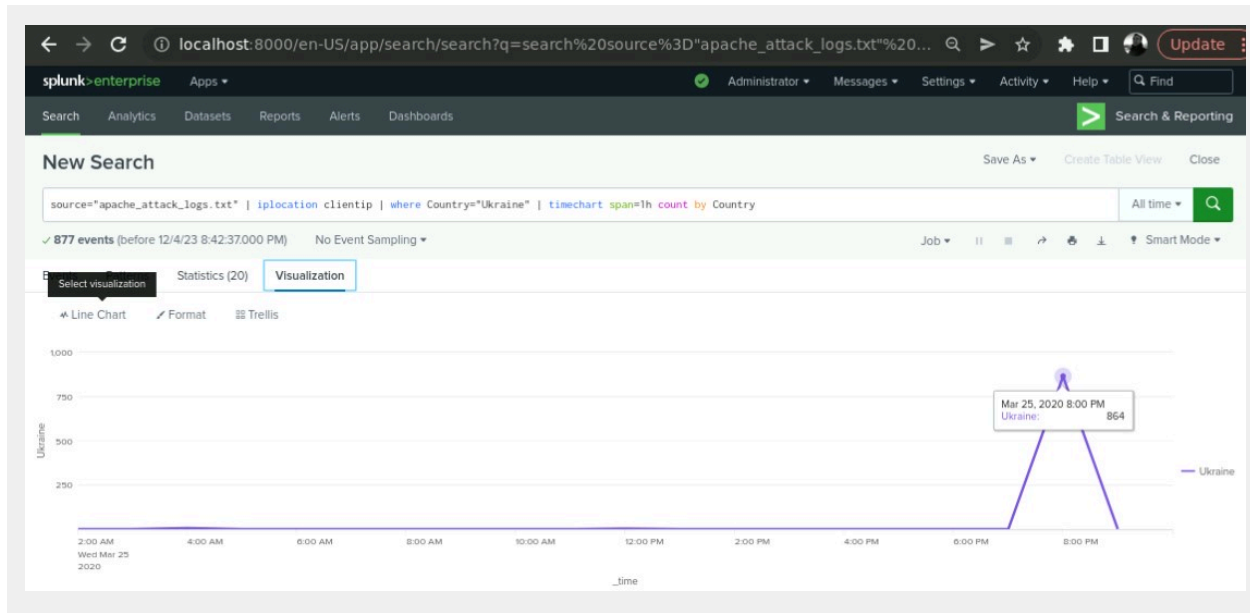 localhost:8000/en-US/app/search/search?q=search%20source%3D"apache_attack_logs.txt"%20... Update
splunk>enterprise Apps Administrator Messages Settings Activity Help Find
Search Analytics Datasets Reports Alerts Dashboards Search & Reporting
New Search Save As Create Table View Close
source="apache_attack_logs.txt" | iplocation clientip | where Country="Ukraine" | timechart span=1h count by Country All time
877 events (before 12/4/23 8:42:37.000 PM) No Event Sampling Job Smart Mode
Statistics (20) Visualization
Select visualization
Line Chart Format Trellis
1,000
750
500
250
Ukraine
Mar 25, 2020 8:00 PM
Ukraine: 864
Ukraine
2:00 AM 4:00 AM 6:00 AM 8:00 AM 10:00 AM 12:00 PM 2:00 PM 4:00 PM 6:00 PM 8:00 PM
Wed Mar 25
2020
_time